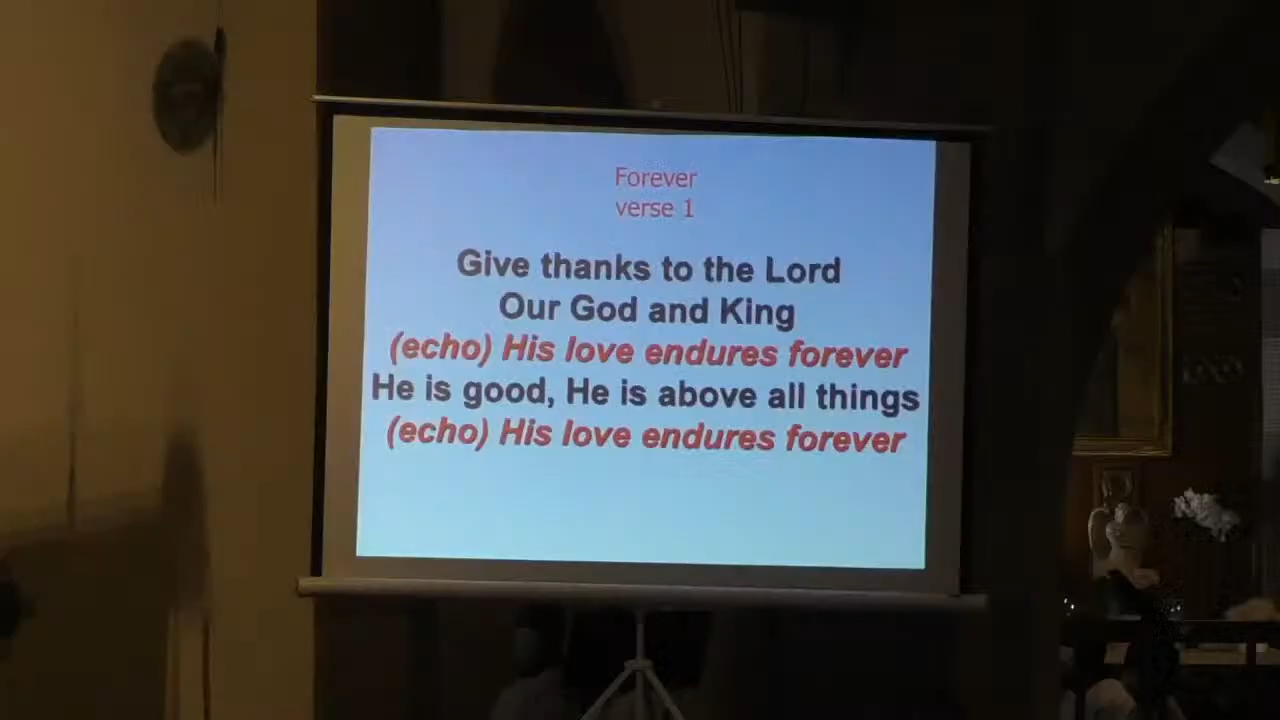 Forever
verse 1
Give thanks to the Lord
Our God and King
(echo) His love endures forever
He is good, He is above all things
(echo) His love endures forever